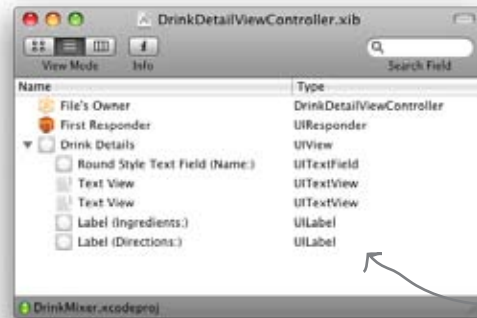 DrinkDetailViewController.xib
View Mode Info Search Field
Name Type
File's Owner DrinkDetailViewController
First Responder UIResponder
Drink Details UIView
Round Style Text Field (Name:) UITextField
Text View UITextView
Text View UITextView
Label (Ingredients:) UILabel
Label (Directions:) UILabel
DrinkMixer.xcodeproj